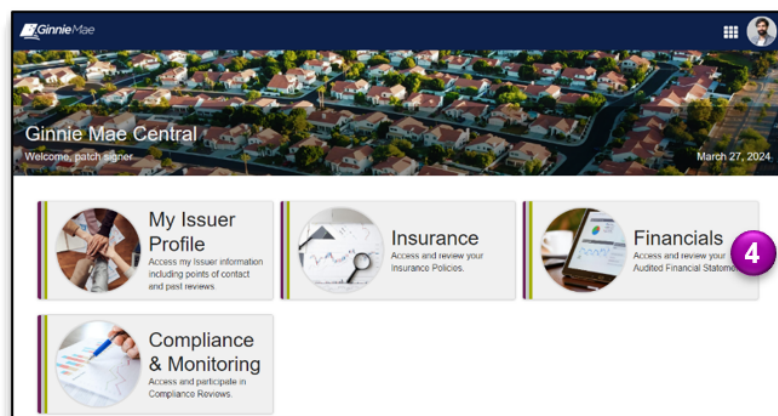 GinnieMae
Ginnie Mae Central
Welcome, patch signer
March 27, 2024
My Issuer
Profile
Access my Issuer information
including points of contact
and past reviews.
Insurance
Access and review your
Insurance Policies.
Financials
Access and review your
Audited Financial Stateme
4
Compliance
& Monitoring
Access and participate in
Compliance Reviews.